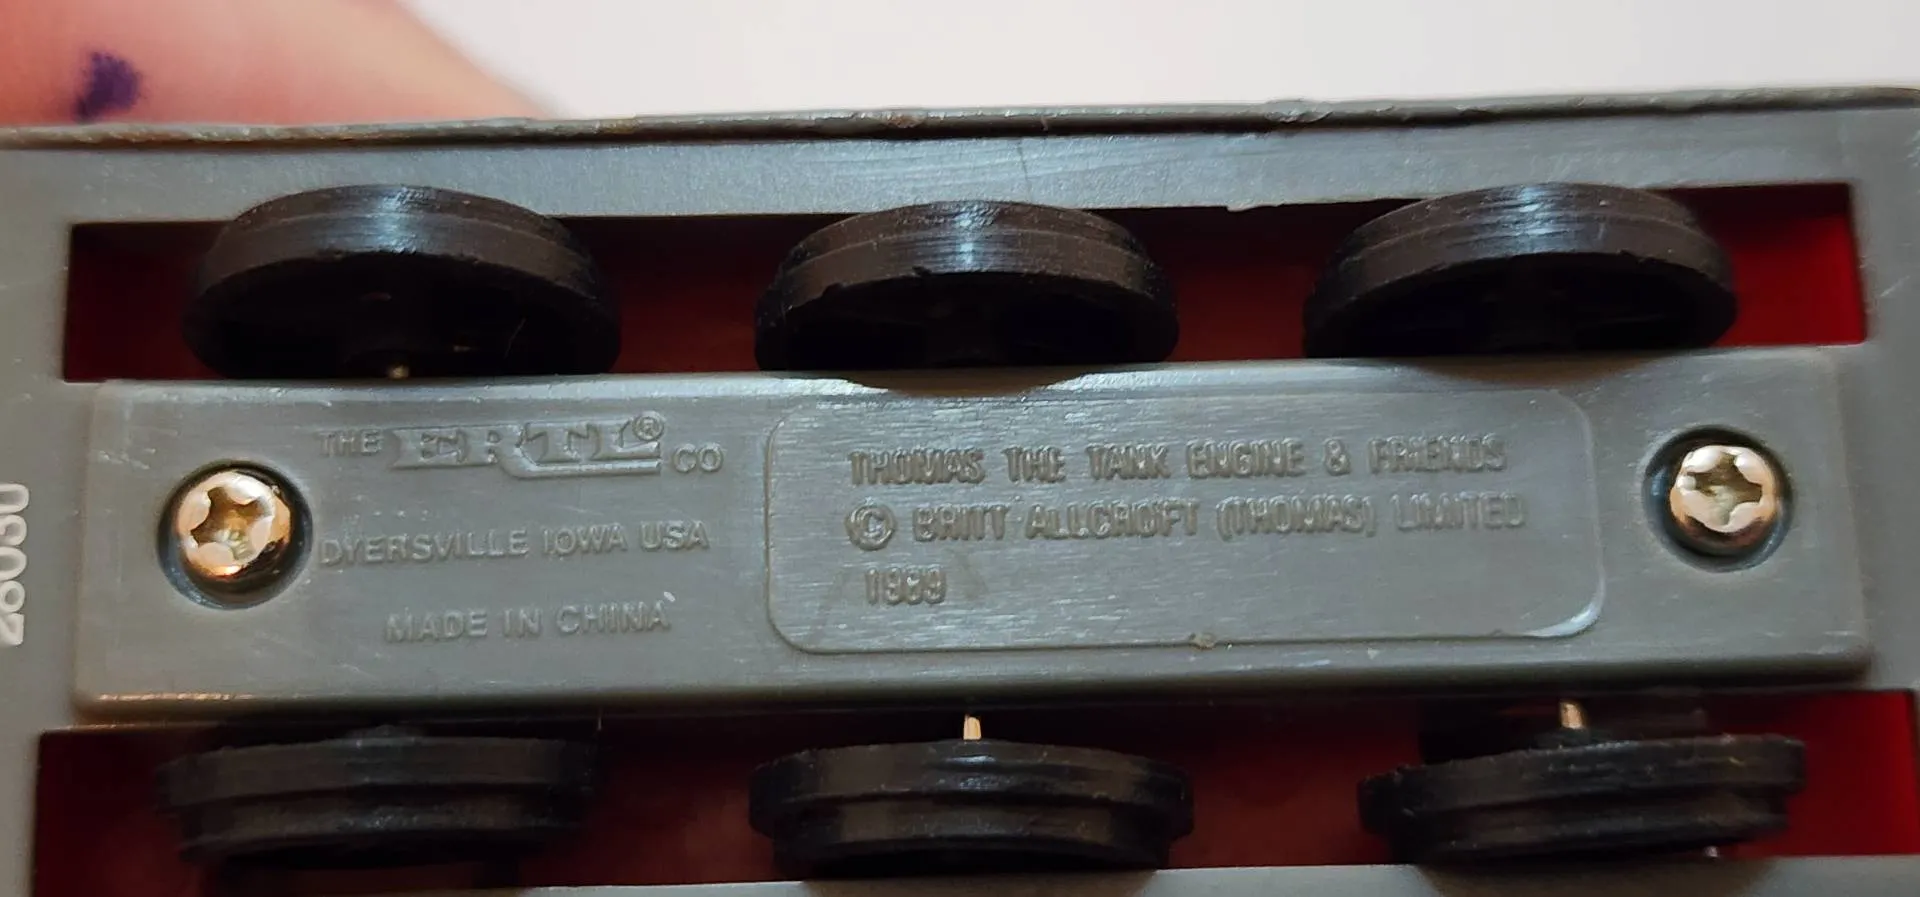 THE ERTL® CO
DYERSVILLE IOWA USA
MADE IN CHINA
THOMAS THE TANK ENGINE & FRIENDS
© BRITT ALLCROFT (THOMAS) LIMITED
1989